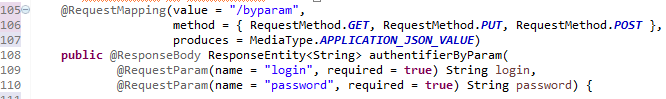 105 @RequestMapping(value = "/byparam",
106 method = { RequestMethod.GET, RequestMethod.PUT, RequestMethod.POST },
107 produces = MediaType.APPLICATION_JSON_VALUE)
108 public @ResponseBody ResponseEntity<String> authentifierByParam(
109 @RequestParam(name = "login", required = true) String login,
110 @RequestParam(name = "password", required = true) String password) {
111